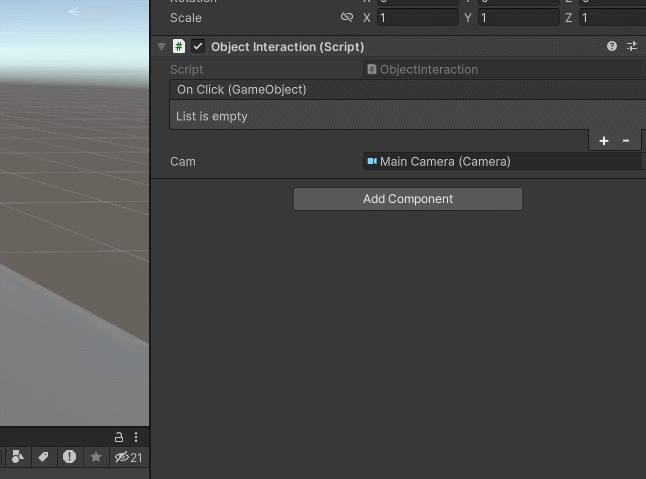 Scale X 1 Y 1 Z 1
Object Interaction (Script)
Script ObjectInteraction
On Click (GameObject)
List is empty
+ -
Cam Main Camera (Camera)
Add Component
21